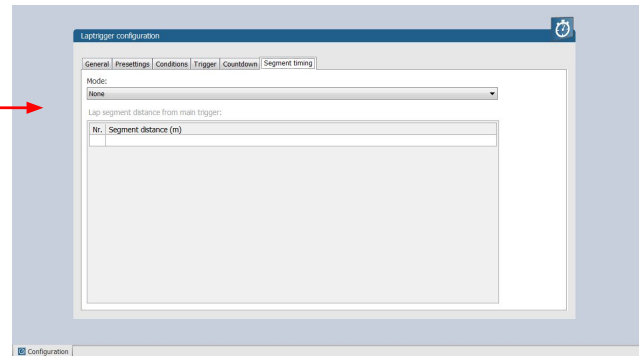 Laptrigger configuration
General Presettings Conditions Trigger Countdown Segment timing
Mode:
None
Lap segment distance from main trigger:
Nr. Segment distance (m)
Configuration